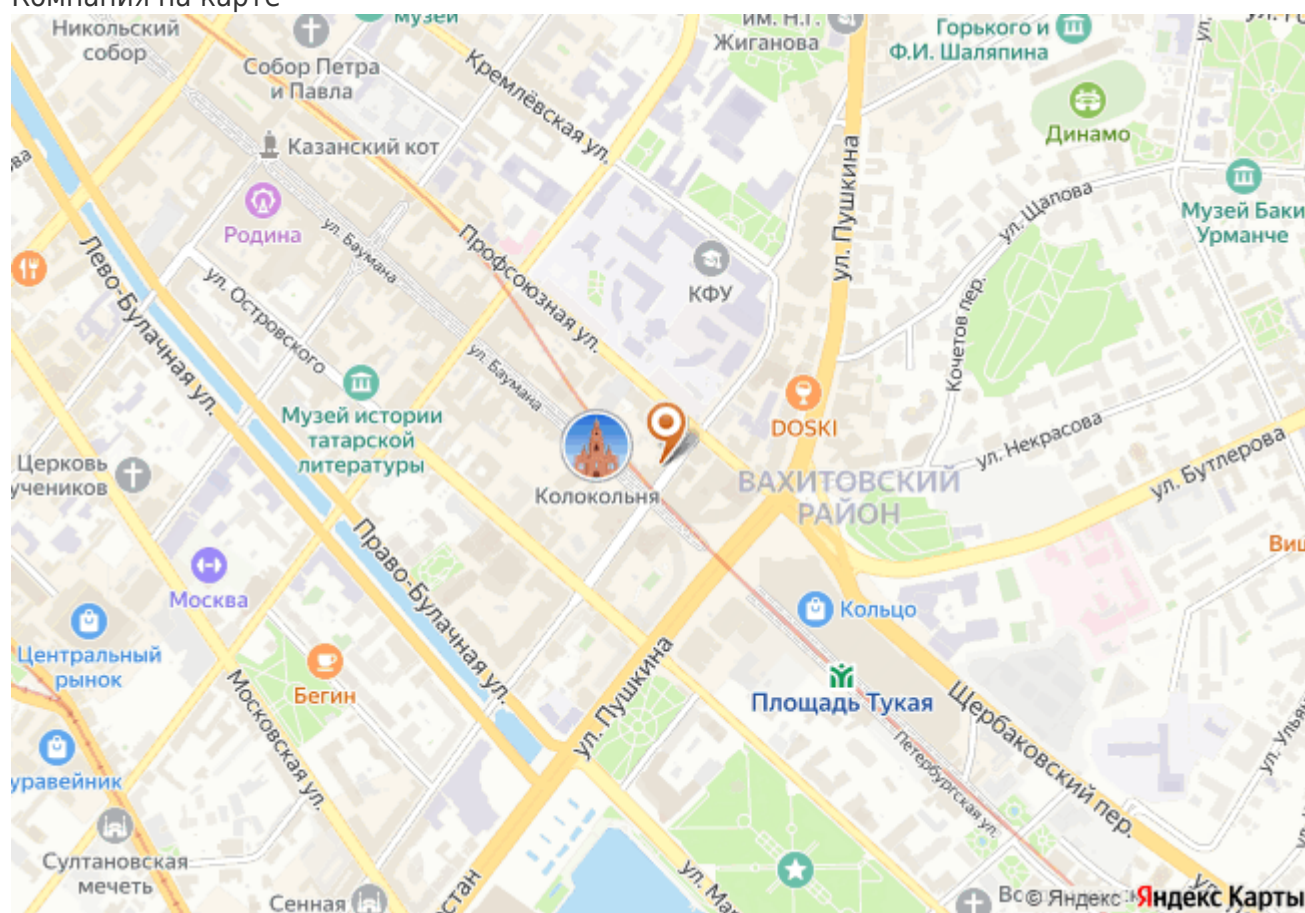 Компания на карте
Никольский
собор
Собор Петра
и Павла
музей
Кремлёвская ул.
им. Н.Г.
Жиганова
Горького и
Ф.И. Шаляпина
Динамо
Казанский кот
Родина
ул. Баумана
Профсоюзная ул.
КФУ
ул. Пушкина
ул. Щапова
Музей Баки
Урманче
Лево-Булачная ул.
ул. Островского
ул. Баумана
Кочетов пер.
Музей истории
татарской
литературы
DOSKI
ул. Некрасова
ул. Бутлерова
Церковь
учеников
Колокольня
ВАХИТОВСКИЙ
РАЙОН
Право-Булачная ул.
Москва
Кольцо
Центральный
рынок
Бегин
Московская ул.
ул. Пушкина
Площадь Тукая
Щербаковский пер.
Петербургская ул.
уравейник
Султановская
мечеть
Сенная
© Яндекс
Яндекс Карты